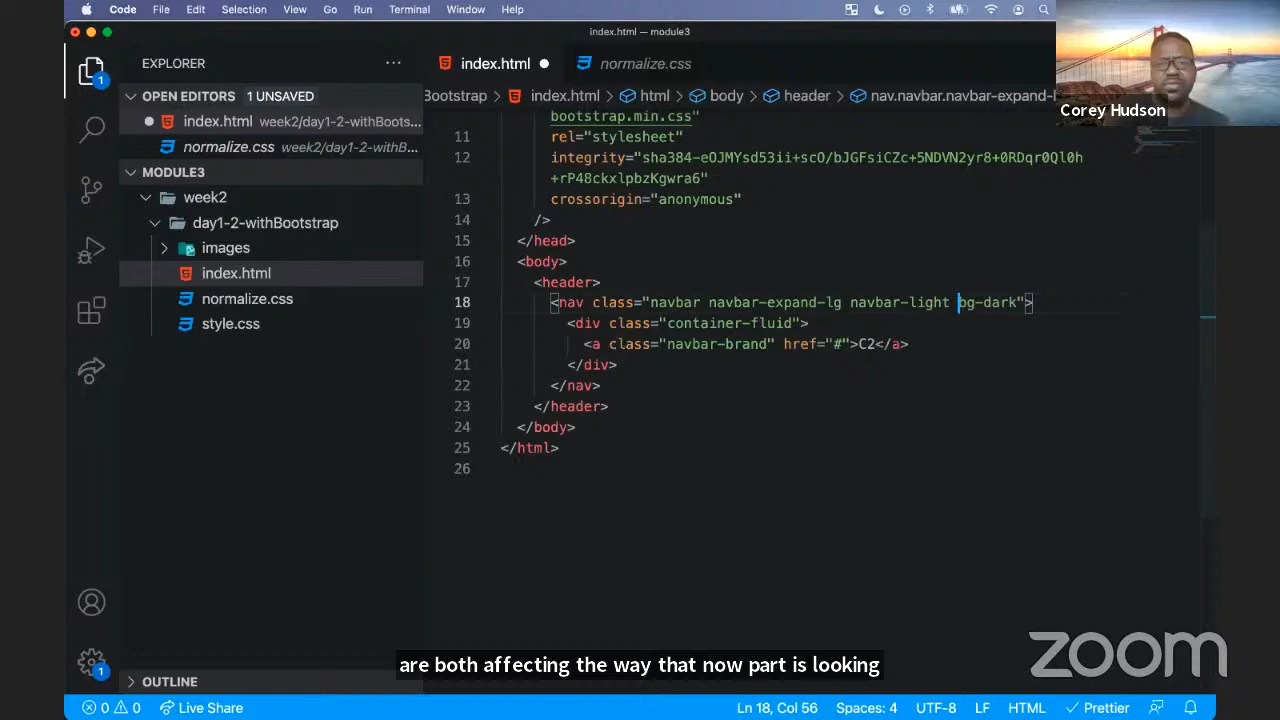 Code File Edit Selection View Go Run Terminal Window Help
index.html — module3
Corey Hudson
EXPLORER
OPEN EDITORS 1 UNSAVED
index.html week2/day1-2-withBoots...
normalize.css week2/day1-2-withB...
MODULE3
week2
day1-2-withBootstrap
images
index.html
normalize.css
style.css
OUTLINE
index.html
normalize.css
Bootstrap > index.html > html > body > header > nav.navbar.navbar-expand-l
bootstrap.min.css"
11 rel="stylesheet"
12 integrity="sha384-eOJMYsd53ii+scO/bJGFsiCZc+5NDVN2yr8+0RDqr0Ql0h
+rP48ckxlpbzKgwra6"
13 crossorigin="anonymous"
14 />
15 </head>
16 <body>
17 <header>
18 <nav class="navbar navbar-expand-lg navbar-light bg-dark">
19 <div class="container-fluid">
20 <a class="navbar-brand" href="#">C2</a>
21 </div>
22 </nav>
23 </header>
24 </body>
25 </html>
26
1
1
are both affecting the way that now part is looking
zoom
0 0 Live Share Ln 18, Col 56 Spaces: 4 UTF-8 LF HTML Prettier